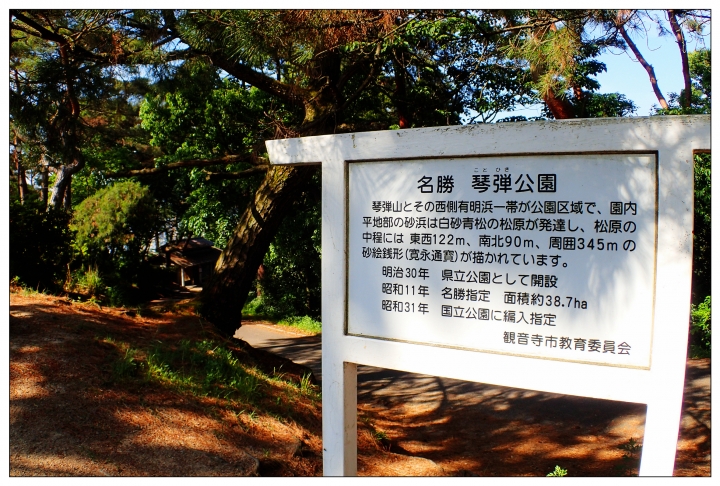 ことひき
名勝 琴弾公園
琴弾山とその西側有明浜一帯が公園区域で、園内
平地部の砂浜は白砂青松の松原が発達し、松原の
中程には 東西122m、南北90m、周囲345mの
砂絵銭形(寛永通寳)が描かれています。
明治30年 県立公園として開設
昭和11年 名勝指定 面積約38.7ha
昭和31年 国立公園に編入指定
観音寺市教育委員会